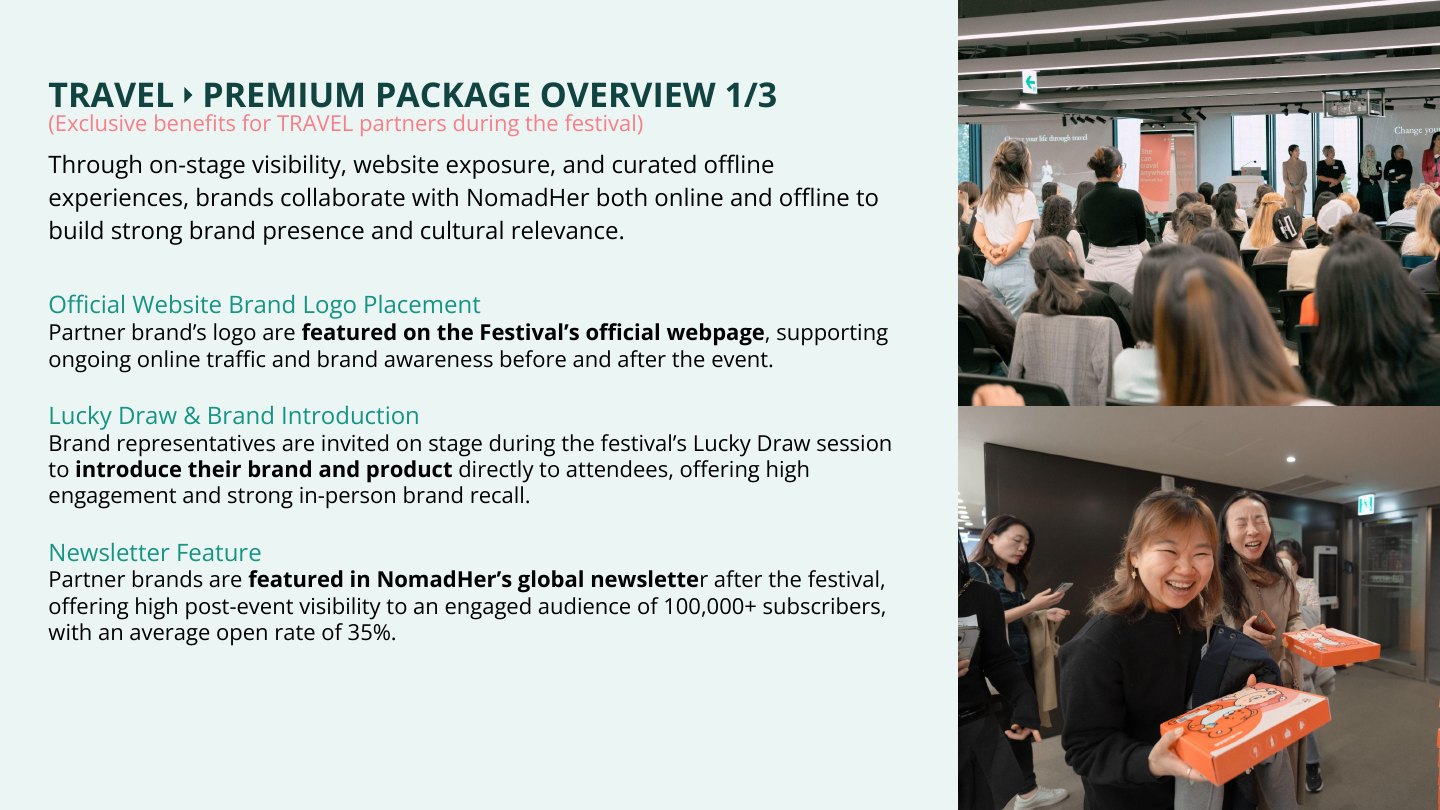 TRAVEL ‣ PREMIUM PACKAGE OVERVIEW 1/3
(Exclusive benefits for TRAVEL partners during the festival)
Through on-stage visibility, website exposure, and curated offline
experiences, brands collaborate with NomadHer both online and offline to
build strong brand presence and cultural relevance.
Official Website Brand Logo Placement
Partner brand’s logo are featured on the Festival’s official webpage, supporting
ongoing online traffic and brand awareness before and after the event.
Lucky Draw & Brand Introduction
Brand representatives are invited on stage during the festival’s Lucky Draw session
to introduce their brand and product directly to attendees, offering high
engagement and strong in-person brand recall.
Newsletter Feature
Partner brands are featured in NomadHer’s global newsletter after the festival,
offering high post-event visibility to an engaged audience of 100,000+ subscribers,
with an average open rate of 35%.
Change your life through travel
Change your
She
can
travel
anywhere